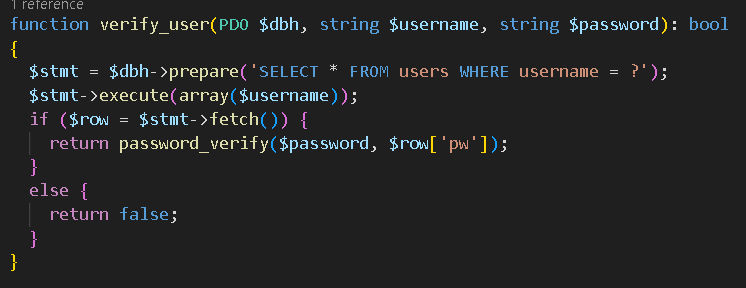 1 reference
function verify_user(PDO $dbh, string $username, string $password): bool
{
  $stmt = $dbh->prepare('SELECT * FROM users WHERE username = ?');
  $stmt->execute(array($username));
  if ($row = $stmt->fetch()) {
    return password_verify($password, $row['pw']);
  }
  else {
    return false;
  }
}